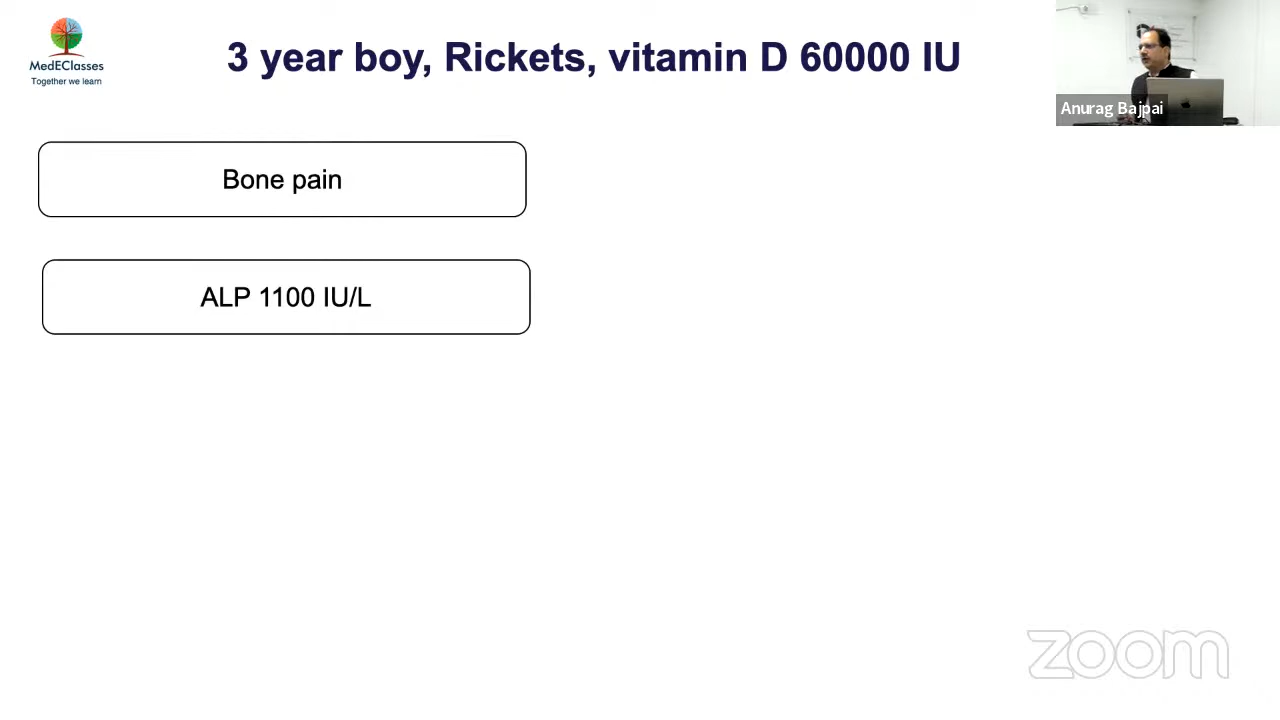 MedEClasses
Together we learn
3 year boy, Rickets, vitamin D 60000 IU
Anurag Bajpai
Bone pain
ALP 1100 IU/L
zoom